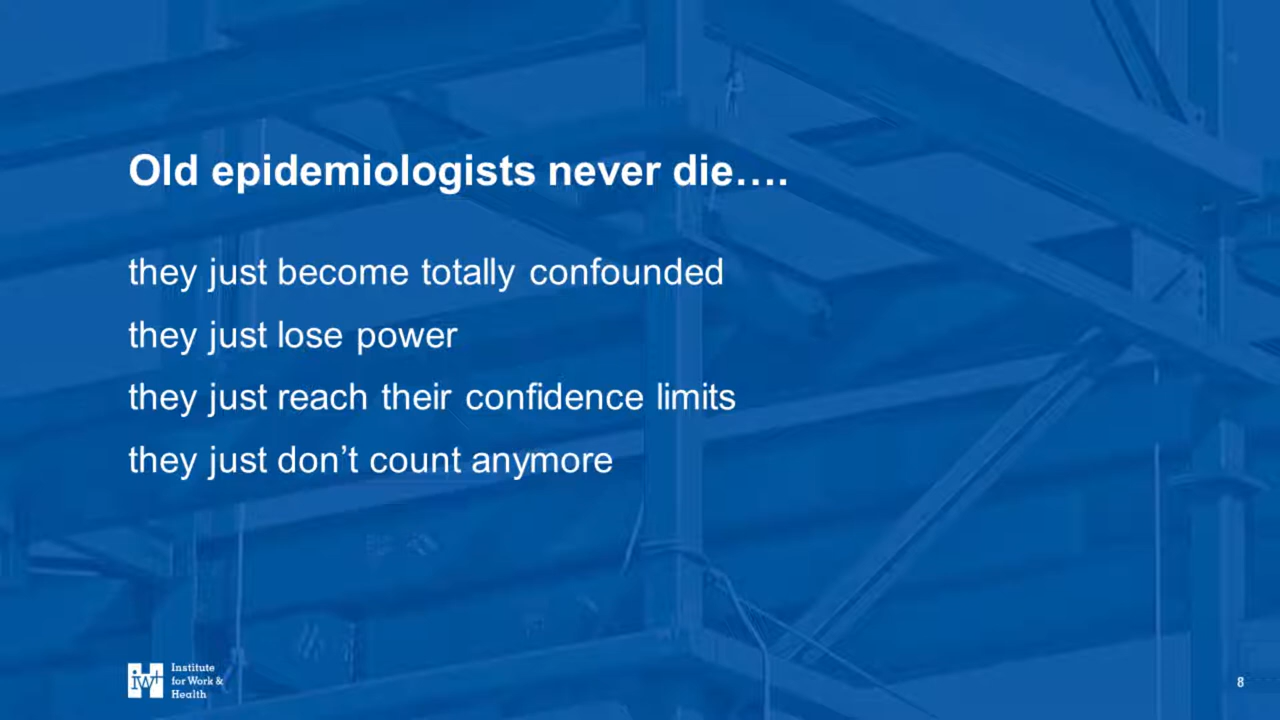 Old epidemiologists never die….
they just become totally confounded
they just lose power
they just reach their confidence limits
they just don’t count anymore
iwh
Institute
for Work &
Health
8